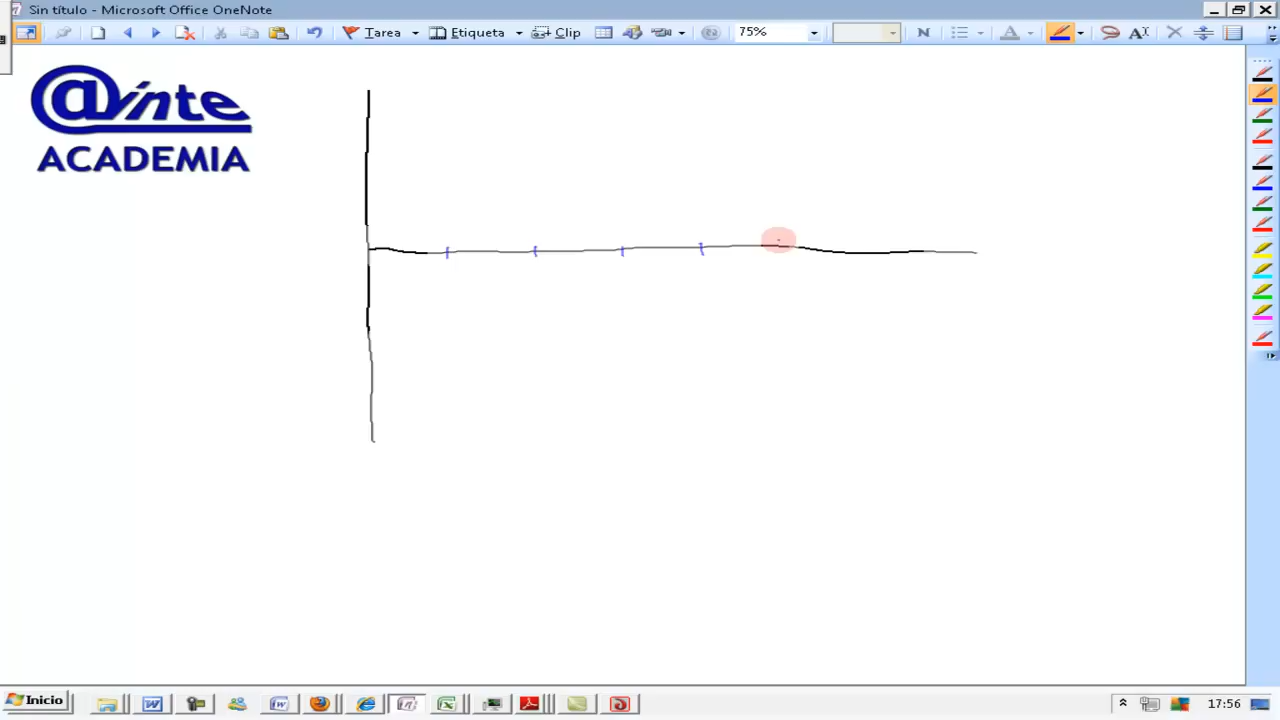 Sin título - Microsoft Office OneNote
Tarea Etiqueta Clip 75% N A A
@inte
ACADEMIA
Inicio 17:56